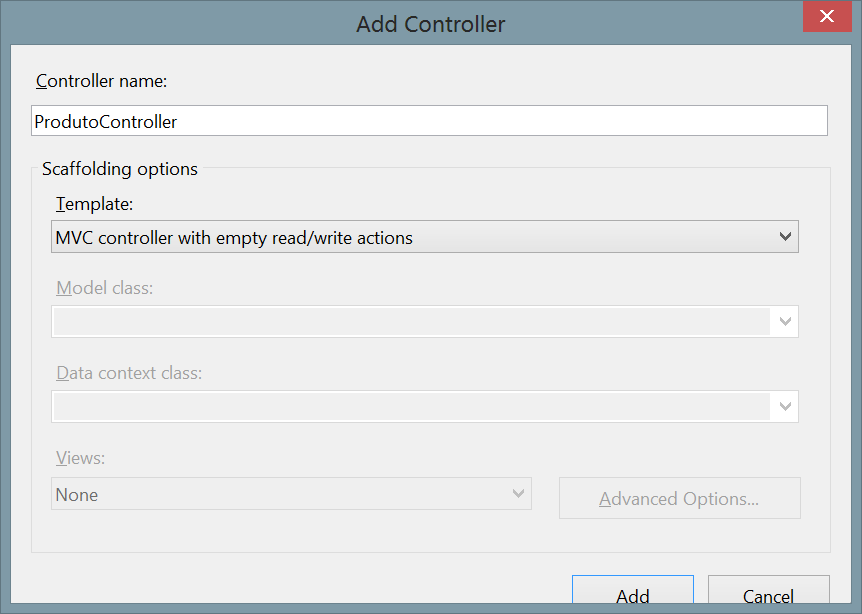 Add Controller
Controller name:
ProdutoController
Scaffolding options
Template:
MVC controller with empty read/write actions
Model class:
Data context class:
Views:
None
Advanced Options...
Add Cancel